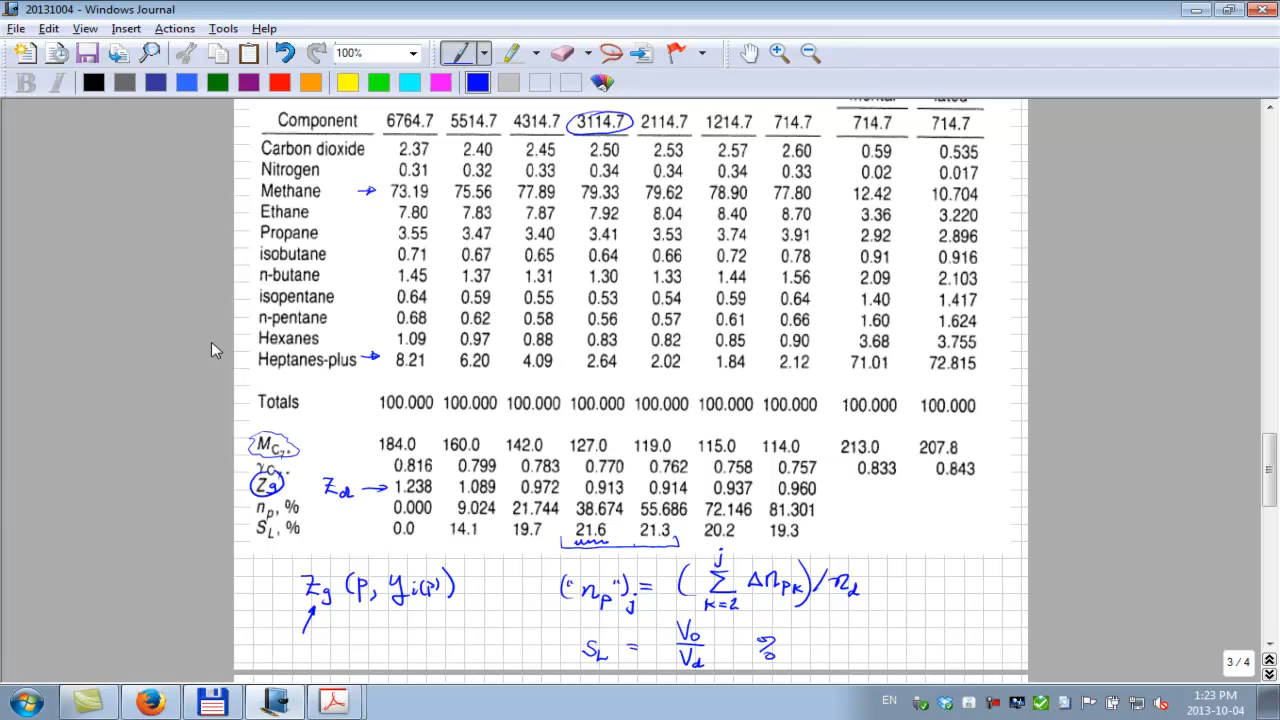 20131004 - Windows Journal
File Edit View Insert Actions Tools Help
100%
B I
Component 6764.7 5514.7 4314.7 3114.7 2114.7 1214.7 714.7 714.7 714.7
Carbon dioxide 2.37 2.40 2.45 2.50 2.53 2.57 2.60 0.59 0.535
Nitrogen 0.31 0.32 0.33 0.34 0.34 0.34 0.33 0.02 0.017
Methane → 73.19 75.56 77.89 79.33 79.62 78.90 77.80 12.42 10.704
Ethane 7.80 7.83 7.87 7.92 8.04 8.40 8.70 3.36 3.220
Propane 3.55 3.47 3.40 3.41 3.53 3.74 3.91 2.92 2.896
isobutane 0.71 0.67 0.65 0.64 0.66 0.72 0.78 0.91 0.916
n-butane 1.45 1.37 1.31 1.30 1.33 1.44 1.56 2.09 2.103
isopentane 0.64 0.59 0.55 0.53 0.54 0.59 0.64 1.40 1.417
n-pentane 0.68 0.62 0.58 0.56 0.57 0.61 0.66 1.60 1.624
Hexanes 1.09 0.97 0.88 0.83 0.82 0.85 0.90 3.68 3.755
Heptanes-plus → 8.21 6.20 4.09 2.64 2.02 1.84 2.12 71.01 72.815
Totals 100.000 100.000 100.000 100.000 100.000 100.000 100.000 100.000 100.000
M_C7+ 184.0 160.0 142.0 127.0 119.0 115.0 114.0 213.0 207.8
0.816 0.799 0.783 0.770 0.762 0.758 0.757 0.833 0.843
Zg Zd → 1.238 1.089 0.972 0.913 0.914 0.937 0.960
n_p, % 0.000 9.024 21.744 38.674 55.686 72.146 81.301
S_L, % 0.0 14.1 19.7 21.6 21.3 20.2 19.3
Z_g (p, y_i(p)) ("n_p")_j = (Σ_{k=2}^{j} Δn_pk)/n_d
S_L = V_o/V_d %
3 / 4
EN 1:23 PM
2013-10-04